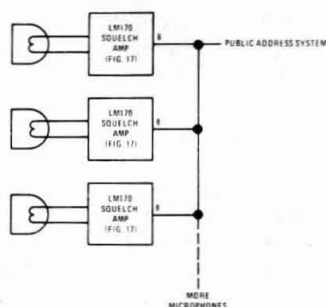 LM170
SQUELCH
AMP
(FIG. 17)
8
PUBLIC ADDRESS SYSTEM
LM170
SQUELCH
AMP
(FIG. 17)
8
LM170
SQUELCH
AMP
(FIG. 17)
8
MORE
MICROPHONES